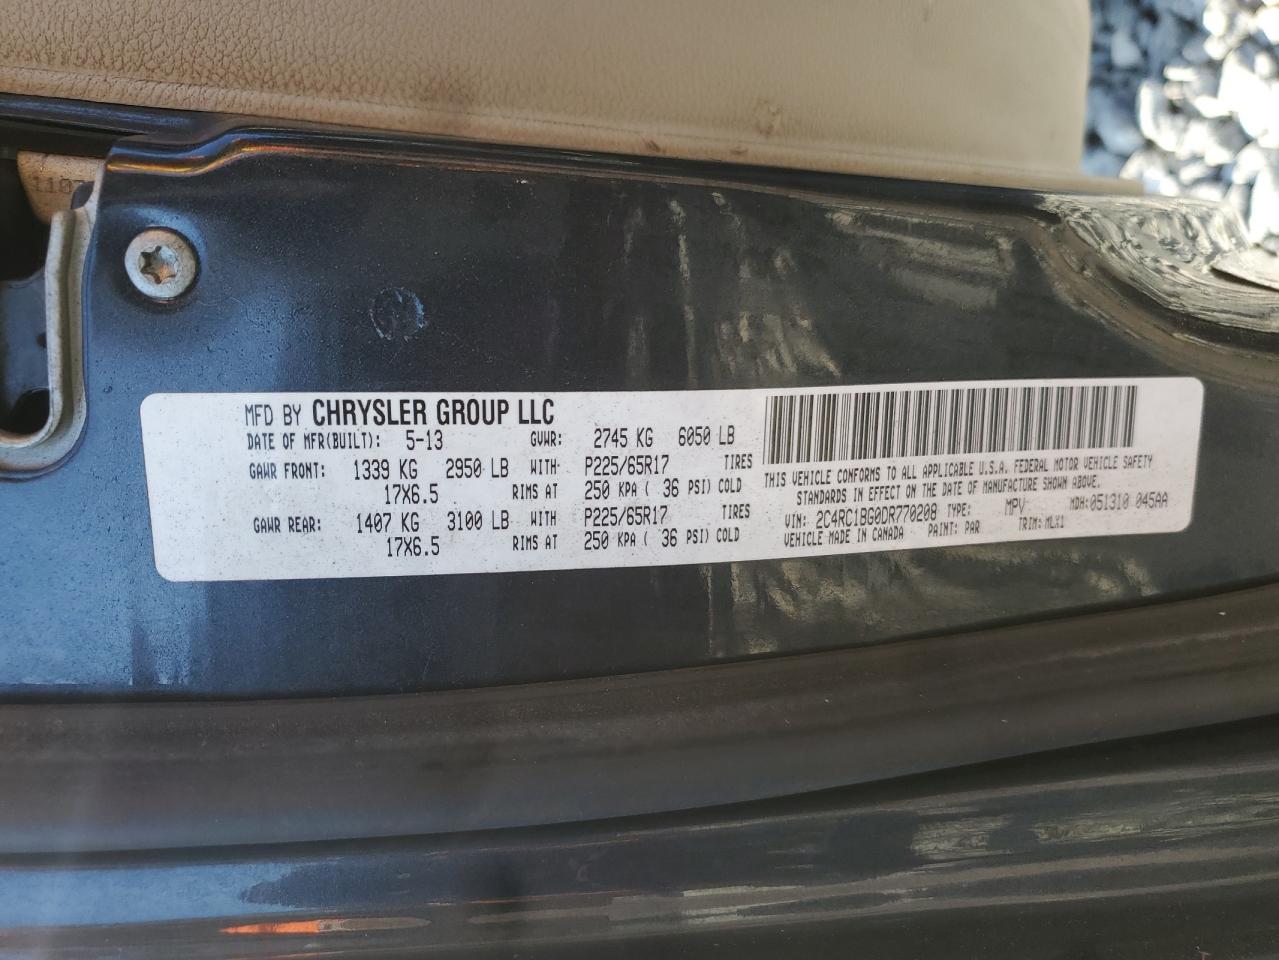 MFD BY CHRYSLER GROUP LLC
DATE OF MFR(BUILT): 5-13 GVWR: 2745 KG 6050 LB
GAWR FRONT: 1339 KG 2950 LB WITH P225/65R17 TIRES
17X6.5 RIMS AT 250 KPA ( 36 PSI) COLD
GAWR REAR: 1407 KG 3100 LB WITH P225/65R17 TIRES
17X6.5 RIMS AT 250 KPA ( 36 PSI) COLD
THIS VEHICLE CONFORMS TO ALL APPLICABLE U.S.A. FEDERAL MOTOR VEHICLE SAFETY
STANDARDS IN EFFECT ON THE DATE OF MANUFACTURE SHOWN ABOVE.
VIN: 2C4RC1BG0DR770208 TYPE: MPV MDH: 051310 045AA
VEHICLE MADE IN CANADA PAINT: PAR TRIM: MLX1